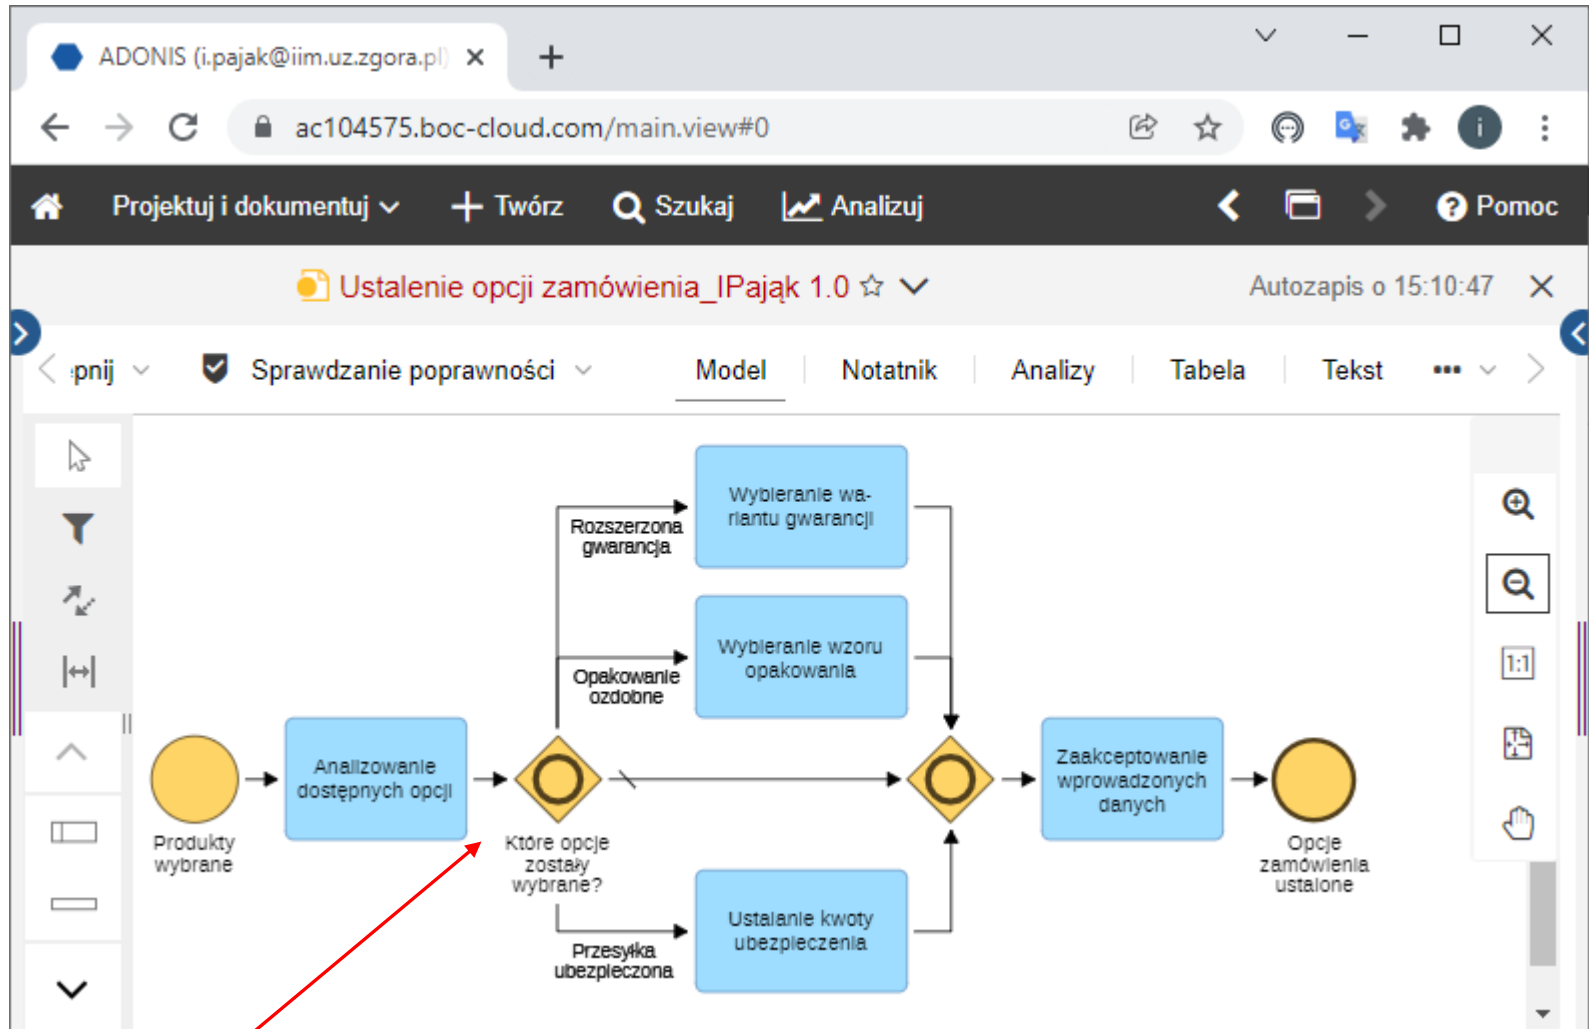 ADONIS (i.pajak@iim.uz.zgora.pl)
ac104575.boc-cloud.com/main.view#0
i
Projektuj i dokumentuj
Twórz
Szukaj
Analizuj
Pomoc
Ustalenie opcji zamówienia_IPająk 1.0
Autozapis o 15:10:47
pnij
Sprawdzanie poprawności
Model
Notatnik
Analizy
Tabela
Tekst
1:1
Wybieranie wa-
riantu gwarancji
Rozszerzona
gwarancja
Wybieranie wzoru
opakowania
Opakowanie
ozdobne
Produkty
wybrane
Analizowanie
dostępnych opcji
Które opcje
zostały
wybrane?
Zaakceptowanie
wprowadzonych
danych
Opcje
zamówienia
ustalone
Ustalanie kwoty
ubezpieczenia
Przesyłka
ubezpieczona